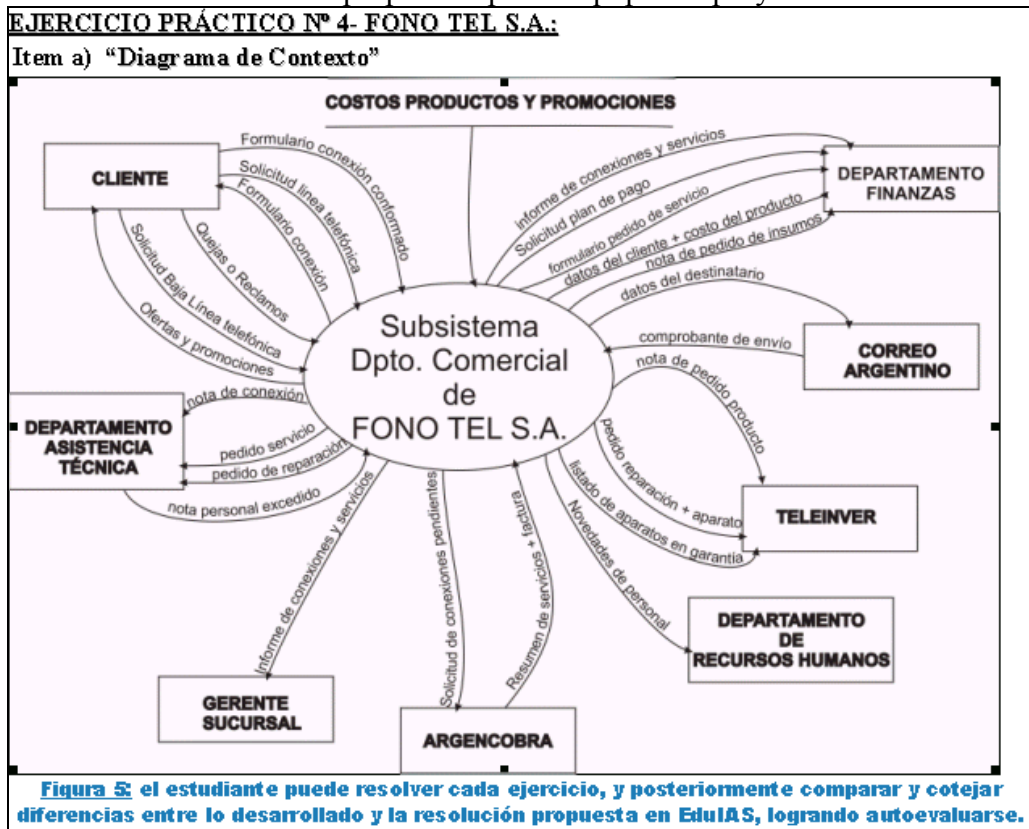 EJERCICIO PRÁCTICO Nº 4- FONO TEL S.A.:
Item a) “Diagrama de Contexto”
COSTOS PRODUCTOS Y PROMOCIONES
CLIENTE
Formulario conexión conformado
Solicitud linea telefónica
Formulario conexión
Quejas o Reclamos
Solicitud Baja Línea telefónica
Ofertas y promociones
informe de conexiones y servicios
Solicitud plan de pago
formulario pedido de servicio
datos del cliente + costo del producto
nota de pedido de insumos
DEPARTAMENTO
FINANZAS
datos del destinatario
comprobante de envío
CORREO
ARGENTINO
Subsistema
Dpto. Comercial
de
FONO TEL S.A.
nota de pedido producto
pedido reparación + aparato
listado de aparatos en garantía
TELEINVER
DEPARTAMENTO
ASISTENCIA
TÉCNICA
nota de conexión
pedido servicio
pedido de reparación
nota personal excedido
Novedades de personal
DEPARTAMENTO
DE
RECURSOS HUMANOS
Informe de conexiones y servicios
GERENTE
SUCURSAL
Solicitud de conexiones pendientes
Resumen de servicios + factura
ARGENCOBRA
Figura 5: el estudiante puede resolver cada ejercicio, y posteriormente comparar y cotejar
diferencias entre lo desarrollado y la resolución propuesta en EduIAS, logrando autoevaluarse.